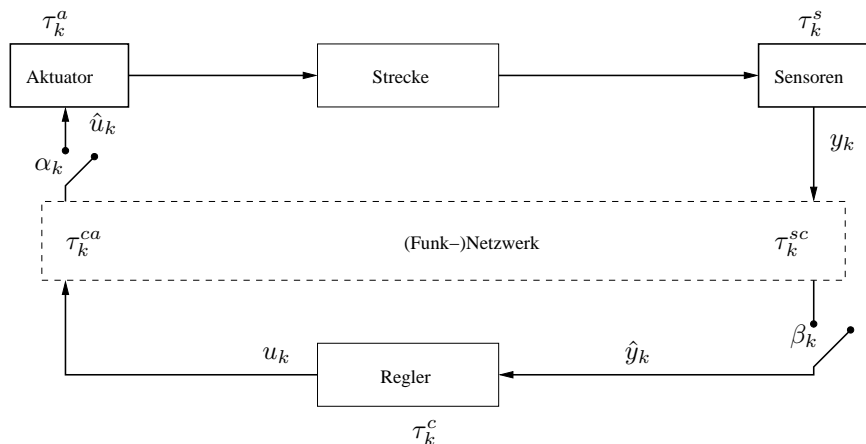 τ_k^a
τ_k^s
Aktuator
Strecke
Sensoren
û_k
y_k
α_k
τ_k^{ca}
(Funk–)Netzwerk
τ_k^{sc}
β_k
u_k
ŷ_k
Regler
τ_k^c